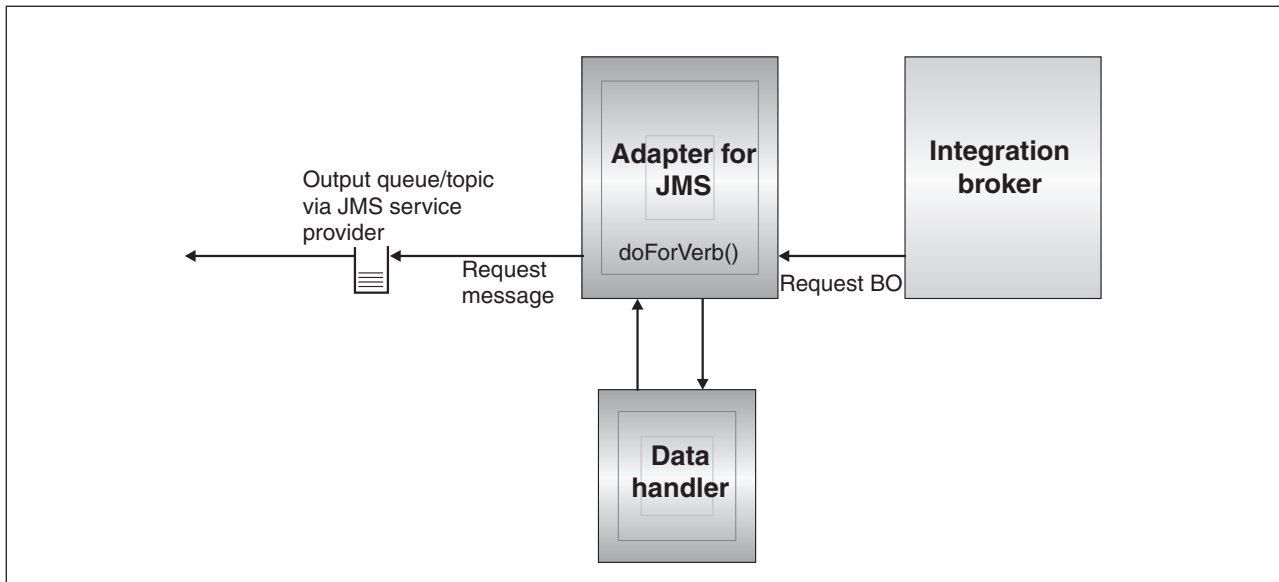 Output queue/topic
via JMS service
provider
Request
message
Adapter for
JMS
doForVerb()
Request BO
Integration
broker
Data
handler